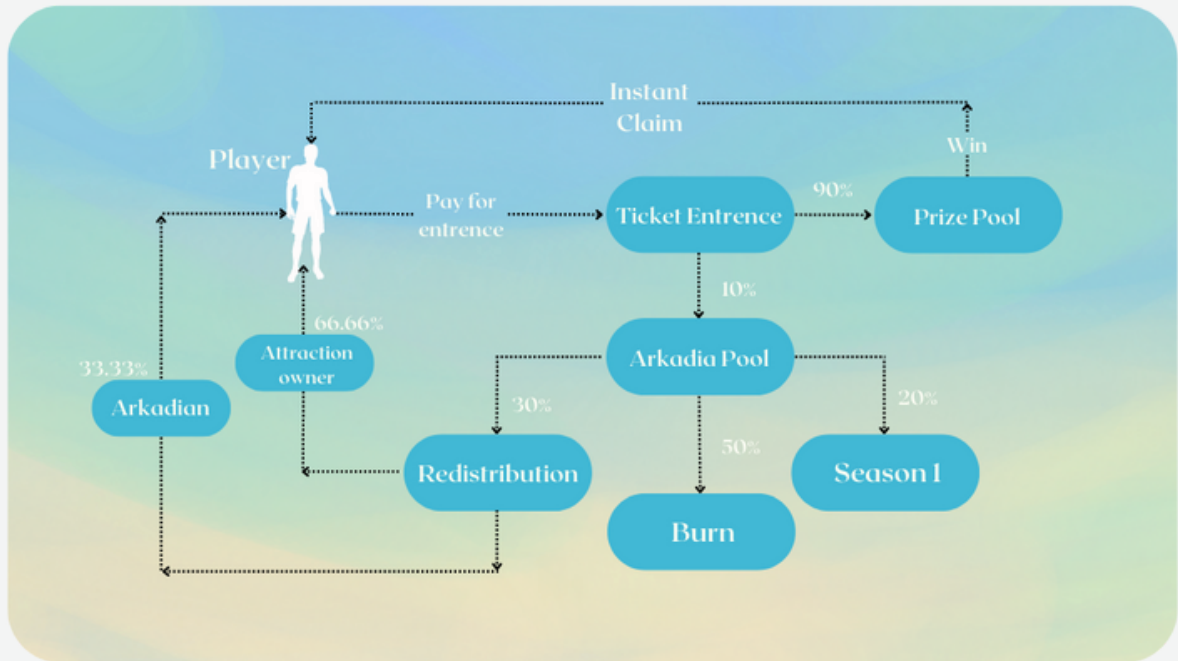 Instant
Claim
Win
Player
Pay for
entrence
Ticket Entrence
90%
Prize Pool
10%
66.66%
Attraction
owner
33.33%
Arkadian
Arkadia Pool
30%
50%
20%
Redistribution
Season 1
Burn